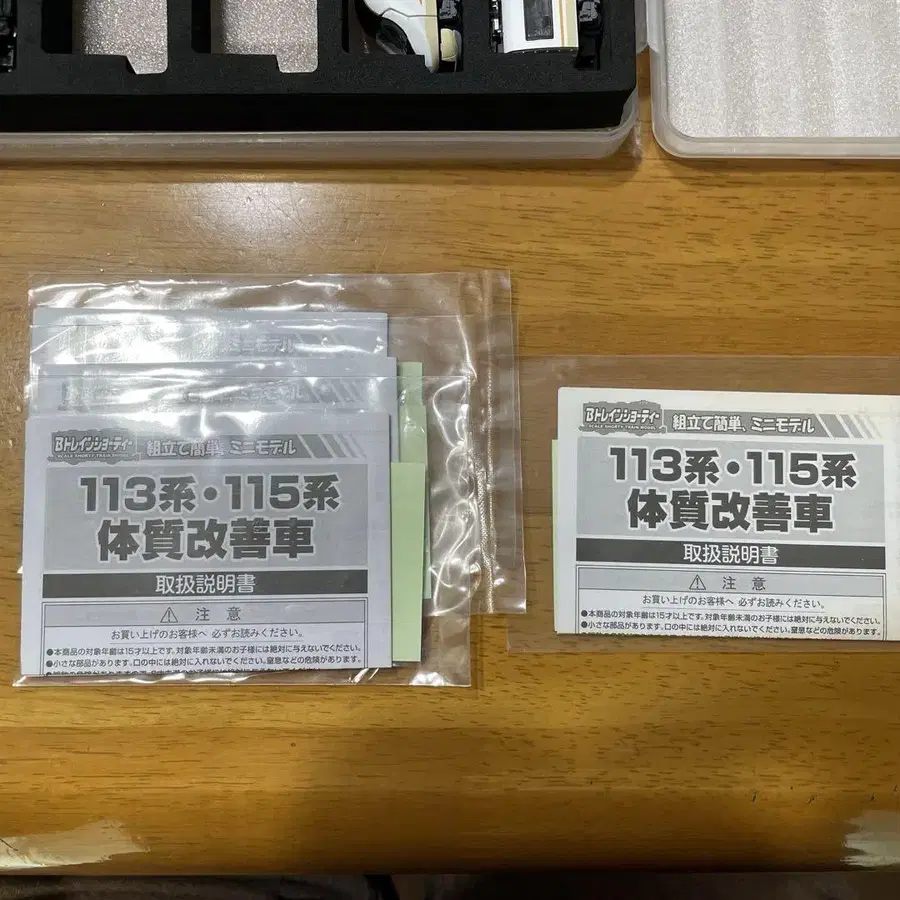 ミニモデル
Bトレインショーティー
SCALE SHORTY TRAIN MODEL
組立て簡単、ミニモデル
113系・115系
体質改善車
取扱説明書
注意
お買い上げのお客様へ 必ずお読みください。
●本商品の対象年齢は15才以上です。対象年齢未満のお子様には絶対に与えないでください。
●小さな部品があります。口の中には絶対に入れないでください。窒息などの危険があります。
Bトレインショーティー
SCALE SHORTY TRAIN MODEL
組立て簡単、ミニモデル
113系・115系
体質改善車
取扱説明書
注意
お買い上げのお客様へ 必ずお読みください。
●本商品の対象年齢は15才以上です。対象年齢未満のお子様には絶対に与えないでください。
●小さな部品があります。口の中には絶対に入れないでください。窒息などの危険があ